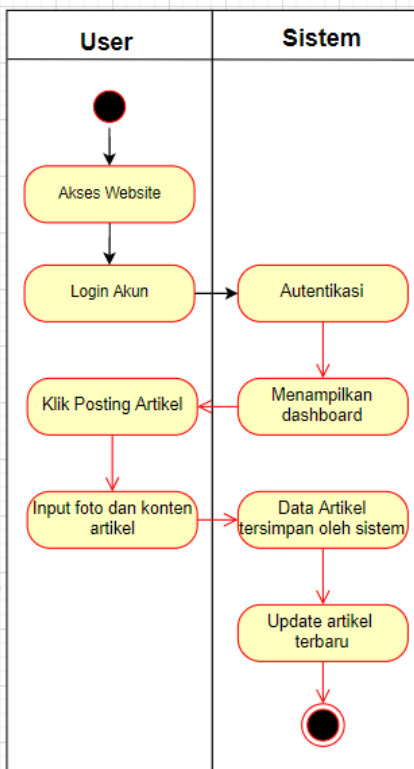 User
Sistem
Akses Website
Login Akun
Autentikasi
Menampilkan
dashboard
Klik Posting Artikel
Input foto dan konten
artikel
Data Artikel
tersimpan oleh sistem
Update artikel
terbaru